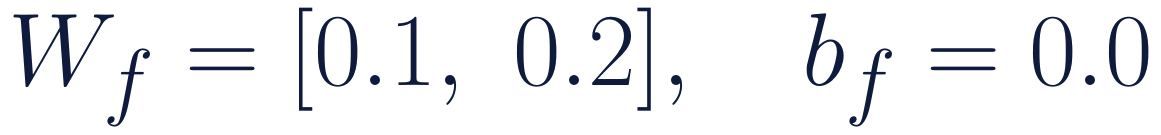 W_f = [0.1, 0.2], b_f = 0.0